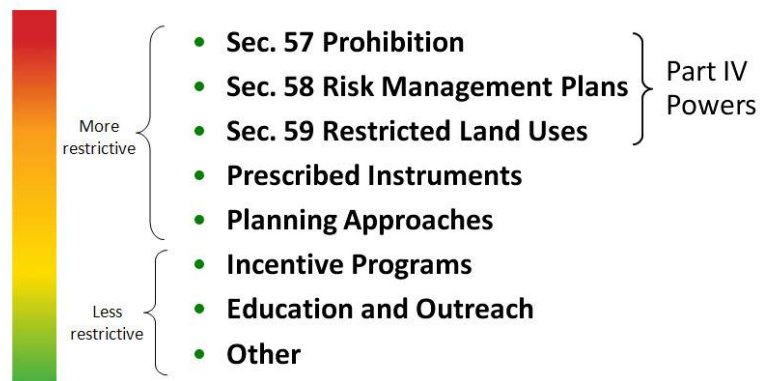 Sec. 57 Prohibition
Sec. 58 Risk Management Plans
Sec. 59 Restricted Land Uses
Part IV
Powers
More
restrictive
Prescribed Instruments
Planning Approaches
Incentive Programs
Education and Outreach
Other
Less
restrictive